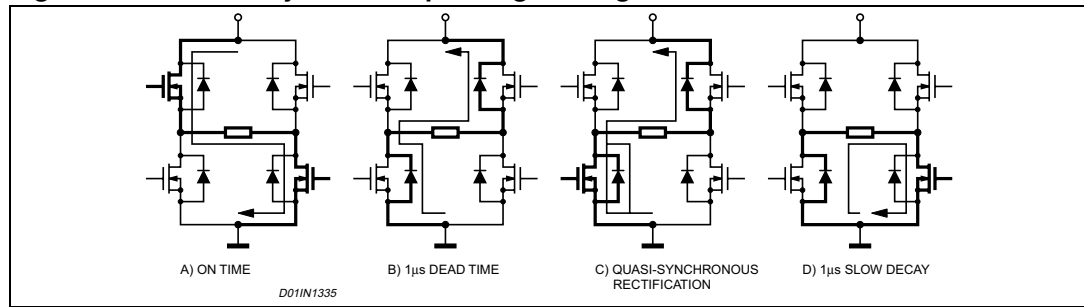 A) ON TIME
B) 1μs DEAD TIME
C) QUASI-SYNCHRONOUS
RECTIFICATION
D) 1μs SLOW DECAY
D01IN1335